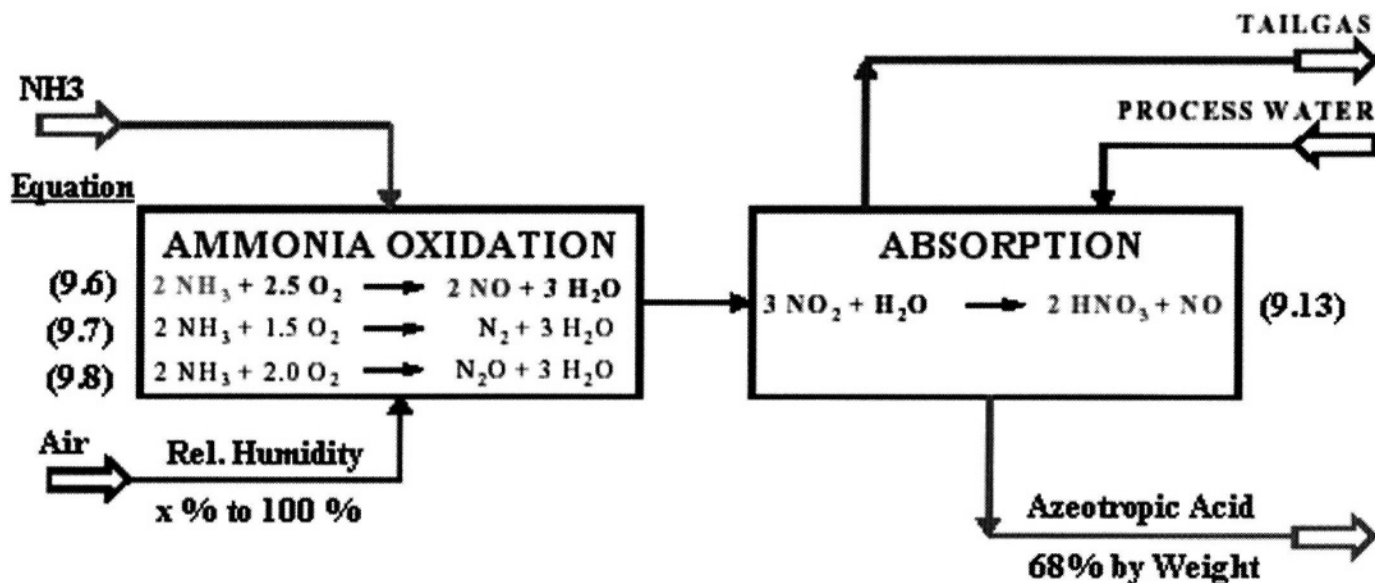 TAILGAS
NH3
PROCESS WATER
Equation
AMMONIA OXIDATION
(9.6) 2 NH₃ + 2.5 O₂ → 2 NO + 3 H₂O
(9.7) 2 NH₃ + 1.5 O₂ → N₂ + 3 H₂O
(9.8) 2 NH₃ + 2.0 O₂ → N₂O + 3 H₂O
ABSORPTION
3 NO₂ + H₂O → 2 HNO₃ + NO (9.13)
Air
Rel. Humidity
x % to 100 %
Azeotropic Acid
68% by Weight